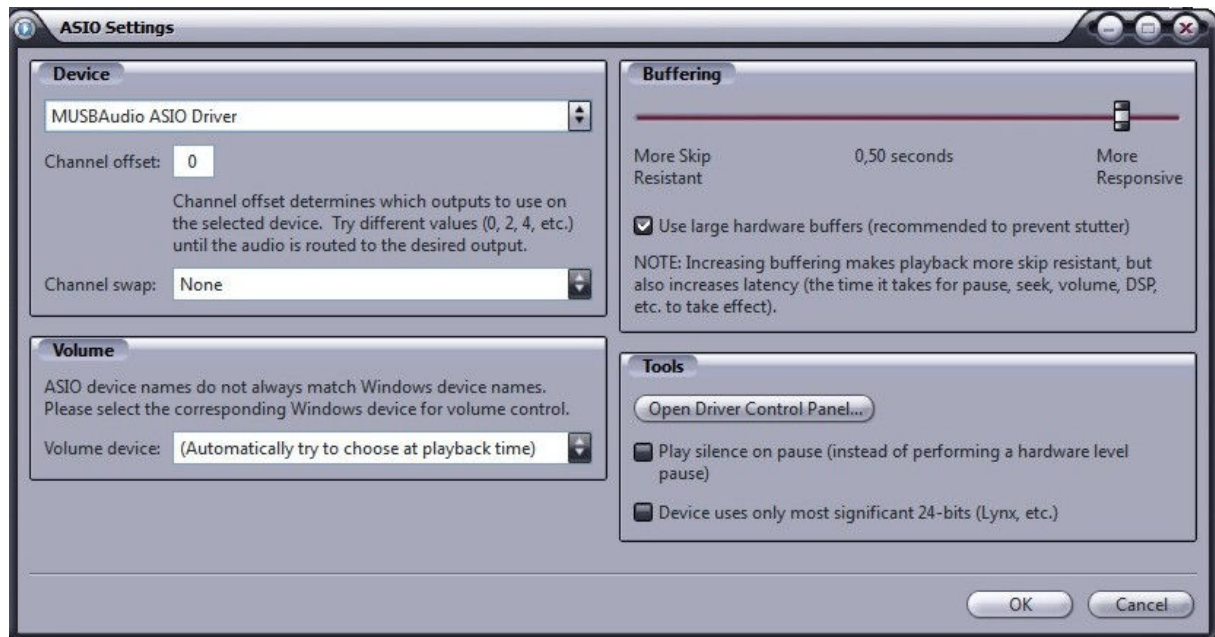 ASIO Settings
Device
MUSBAudio ASIO Driver
Channel offset: 0
Channel offset determines which outputs to use on
the selected device. Try different values (0, 2, 4, etc.)
until the audio is routed to the desired output.
Channel swap: None
Volume
ASIO device names do not always match Windows device names.
Please select the corresponding Windows device for volume control.
Volume device: (Automatically try to choose at playback time)
Buffering
More Skip
Resistant
0,50 seconds
More
Responsive
Use large hardware buffers (recommended to prevent stutter)
NOTE: Increasing buffering makes playback more skip resistant, but
also increases latency (the time it takes for pause, seek, volume, DSP,
etc. to take effect).
Tools
Open Driver Control Panel...
Play silence on pause (instead of performing a hardware level
pause)
Device uses only most significant 24-bits (Lynx, etc.)
OK Cancel